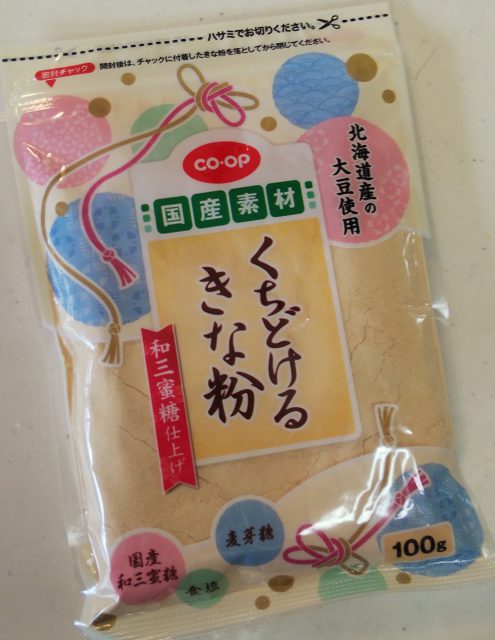 ハサミでお切りください。
密封チャック
開封後は、チャックに付着したきな粉を落としてから閉じてください。
CO・OP
国産素材
北海道産の
大豆使用
くちどける
きな粉
和三蜜糖仕上げ
国産
和三蜜糖
食塩
麦芽糖
100g